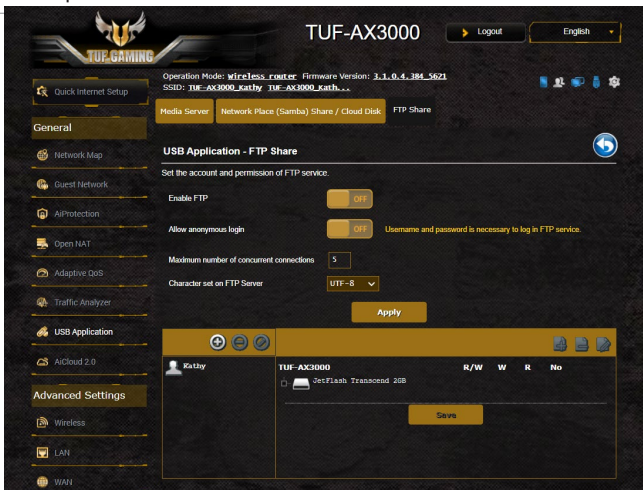 TUF GAMING
TUF-AX3000
Logout
English
Quick Internet Setup
Operation Mode: Wireless router Firmware Version: 3.1.0.4.384_5621
SSID: TUF-AX3000_Kathy TUF-AX3000_Kath...
Media Server
Network Place (Samba) Share / Cloud Disk
FTP Share
General
Network Map
Guest Network
AiProtection
Open NAT
Adaptive QoS
Traffic Analyzer
USB Application
AiCloud 2.0
Advanced Settings
Wireless
LAN
WAN
USB Application - FTP Share
Set the account and permission of FTP service.
Enable FTP
OFF
Allow anonymous login
OFF
Username and password is necessary to log in FTP service.
Maximum number of concurrent connections
5
Character set on FTP Server
UTF-8
Apply
Kathy
TUF-AX3000
R/W W R No
JetFlash Transcend 2GB
Save